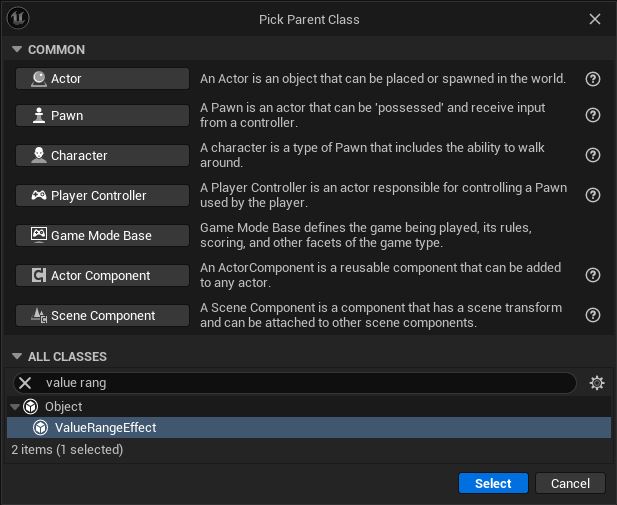 Pick Parent Class
COMMON
Actor
An Actor is an object that can be placed or spawned in the world.
Pawn
A Pawn is an actor that can be 'possessed' and receive input
from a controller.
Character
A character is a type of Pawn that includes the ability to walk
around.
Player Controller
A Player Controller is an actor responsible for controlling a Pawn
used by the player.
Game Mode Base
Game Mode Base defines the game being played, its rules,
scoring, and other facets of the game type.
Actor Component
An ActorComponent is a reusable component that can be added
to any actor.
Scene Component
A Scene Component is a component that has a scene transform
and can be attached to other scene components.
ALL CLASSES
value rang
Object
ValueRangeEffect
2 items (1 selected)
Select
Cancel